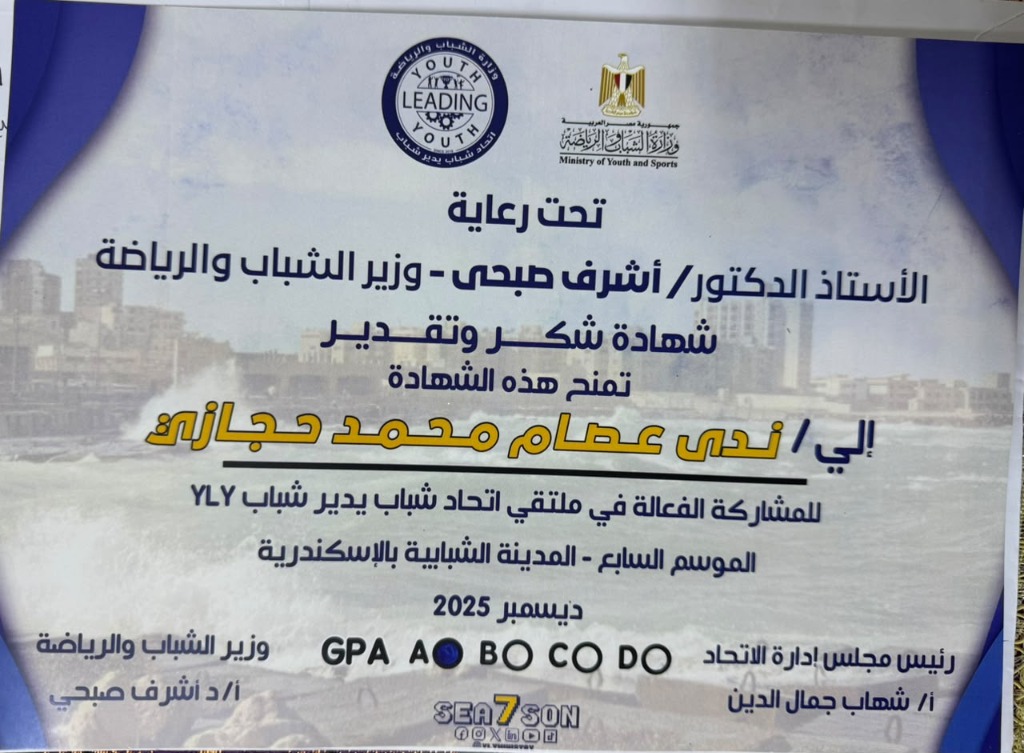 وزارة الشباب والرياضة
YOUTH
LEADING
YOUTH
اتحاد شباب يدير شباب
جمهورية مصر العربية
وزارة الشباب والرياضة
Ministry of Youth and Sports
تحت رعاية
الأستاذ الدكتور/ أشرف صبحى - وزير الشباب والرياضة
شهادة شكـــر وتقـــديـر
تمنح هذه الشهادة
إلي/ ندى عصام محمد حجازي
للمشاركة الفعالة في ملتقي اتحاد شباب يدير شباب YLY
الموسم السابع - المدينة الشبابية بالإسكندرية
ديسمبر 2025
رئيس مجلس إدارة الاتحاد
GPA A B C D
وزير الشباب والرياضة
أ/ شهاب جمال الدين
أ/د أشرف صبحي
SEA7SON